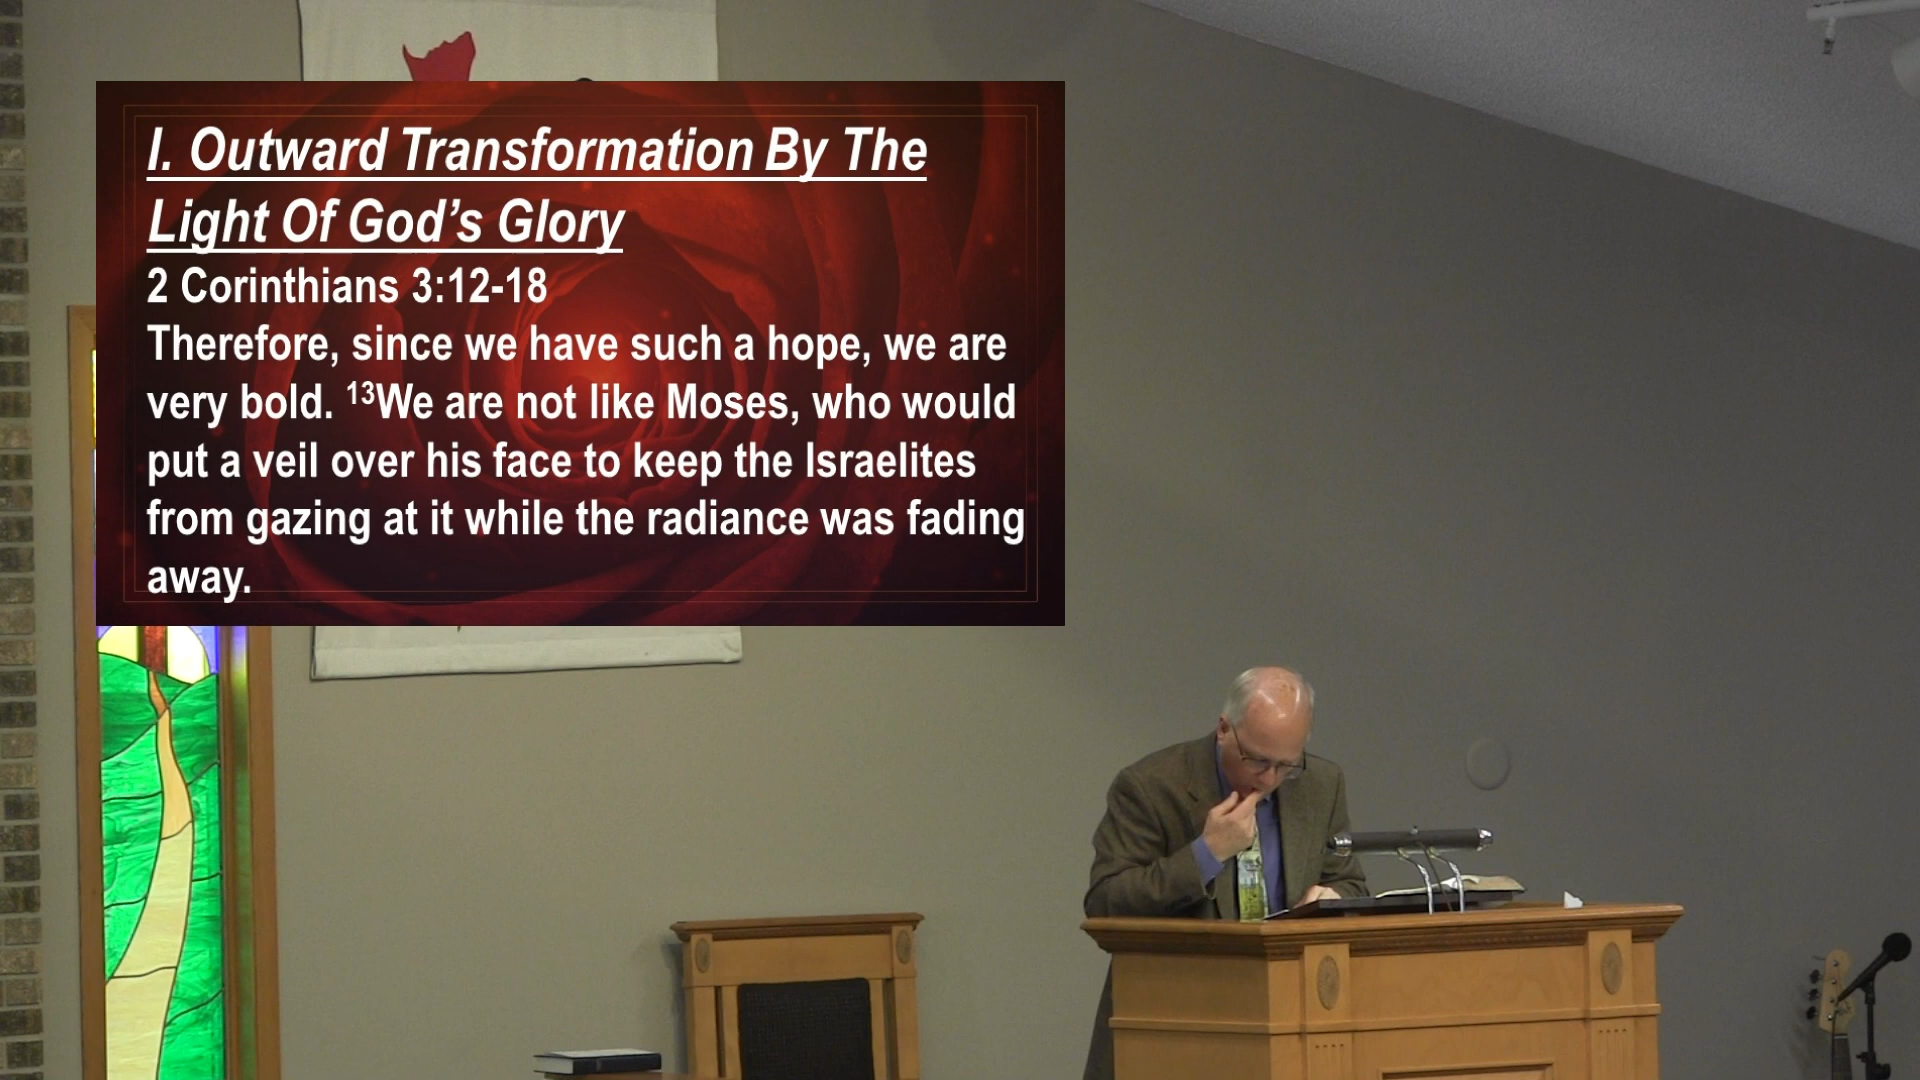 I. Outward Transformation By The
Light Of God’s Glory
2 Corinthians 3:12-18
Therefore, since we have such a hope, we are
very bold. ¹³We are not like Moses, who would
put a veil over his face to keep the Israelites
from gazing at it while the radiance was fading
away.